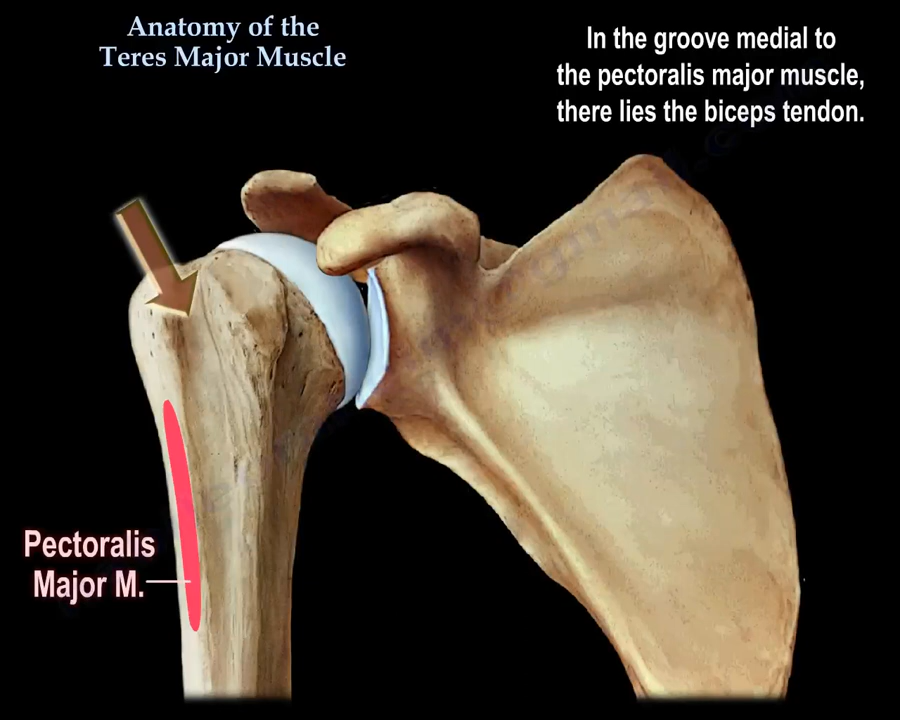 Anatomy of the
Teres Major Muscle
In the groove medial to
the pectoralis major muscle,
there lies the biceps tendon.
Pectoralis
Major M.